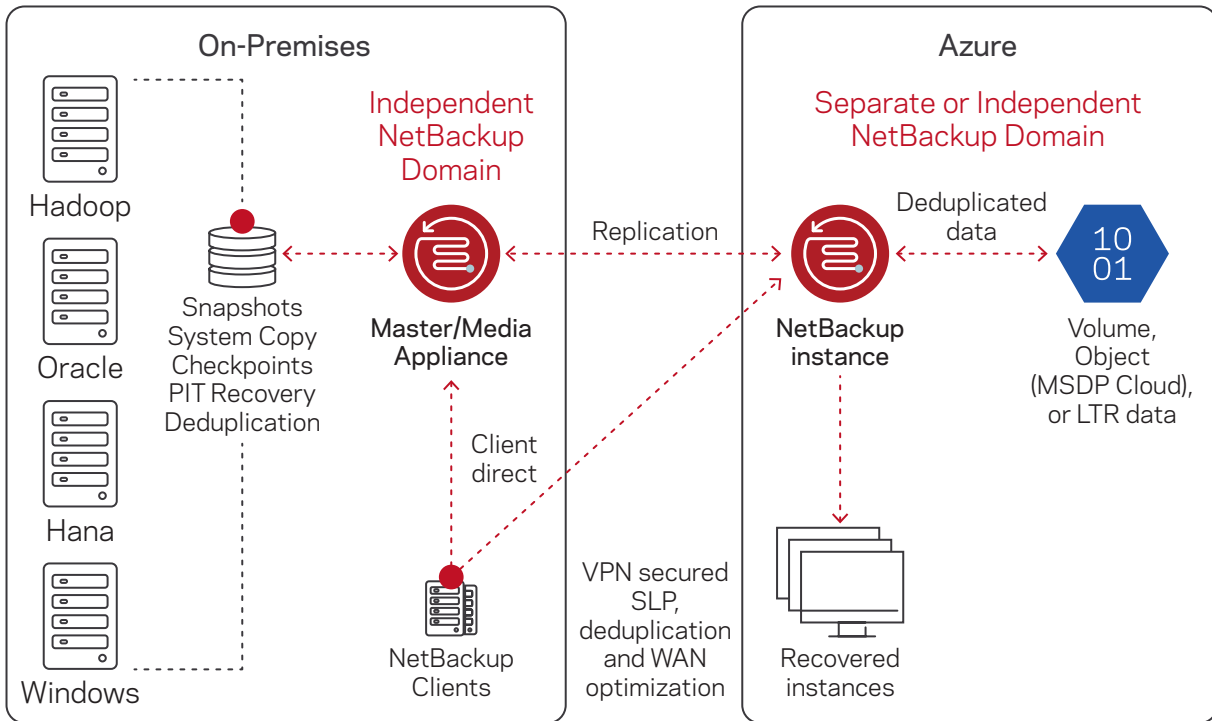 On-Premises
Hadoop
Oracle
Hana
Windows
Snapshots
System Copy
Checkpoints
PIT Recovery
Deduplication
Independent
NetBackup
Domain
Master/Media
Appliance
Client
direct
NetBackup
Clients
Replication
VPN secured
SLP,
deduplication
and WAN
optimization
Azure
Separate or Independent
NetBackup Domain
NetBackup
instance
Deduplicated
data
10
01
Volume,
Object
(MSDP Cloud),
or LTR data
Recovered
instances